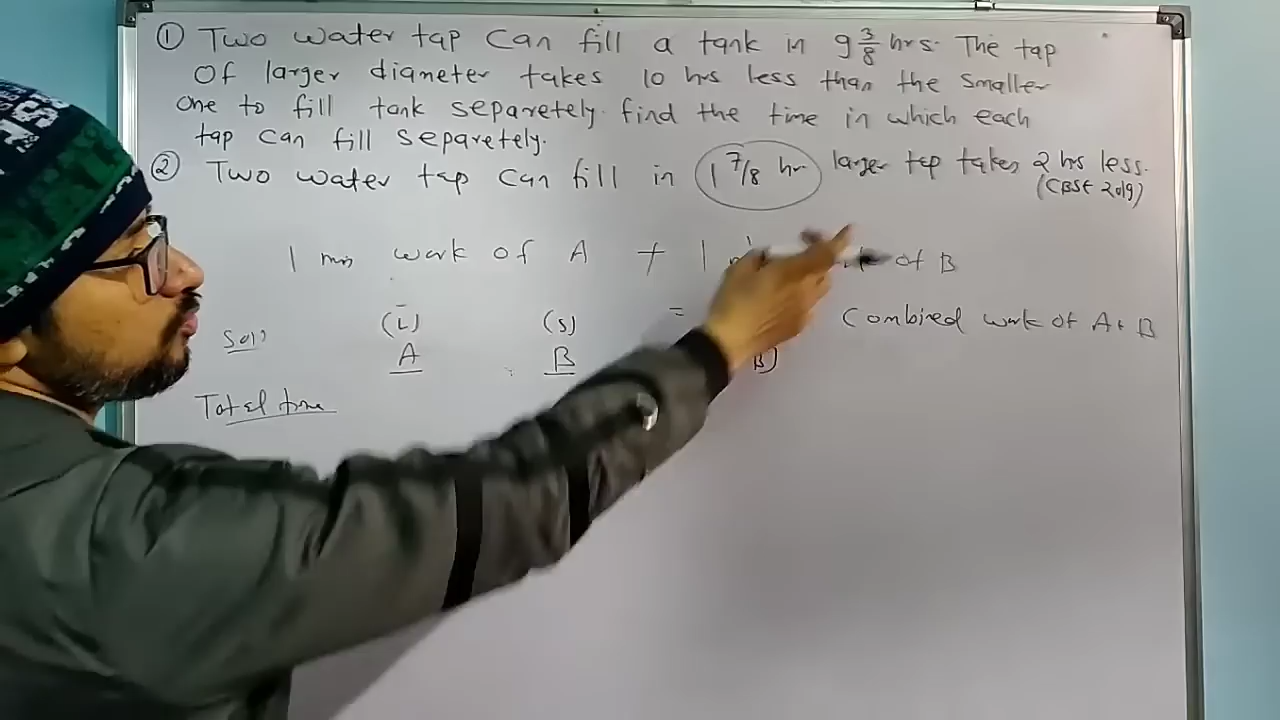 ① Two water tap can fill a tank in 9 3/8 hrs. The tap
of larger diameter takes 10 hrs less than the smaller
one to fill tank separetely. find the time in which each
tap can fill separetely.
② Two water tap can fill in 1 7/8 hr larger tap takes 2 hrs less.
(CBSE 2019)
1 min work of A + 1 of B
= Combined work of A + B
Sol? (L) (S)
A B B)
Total time